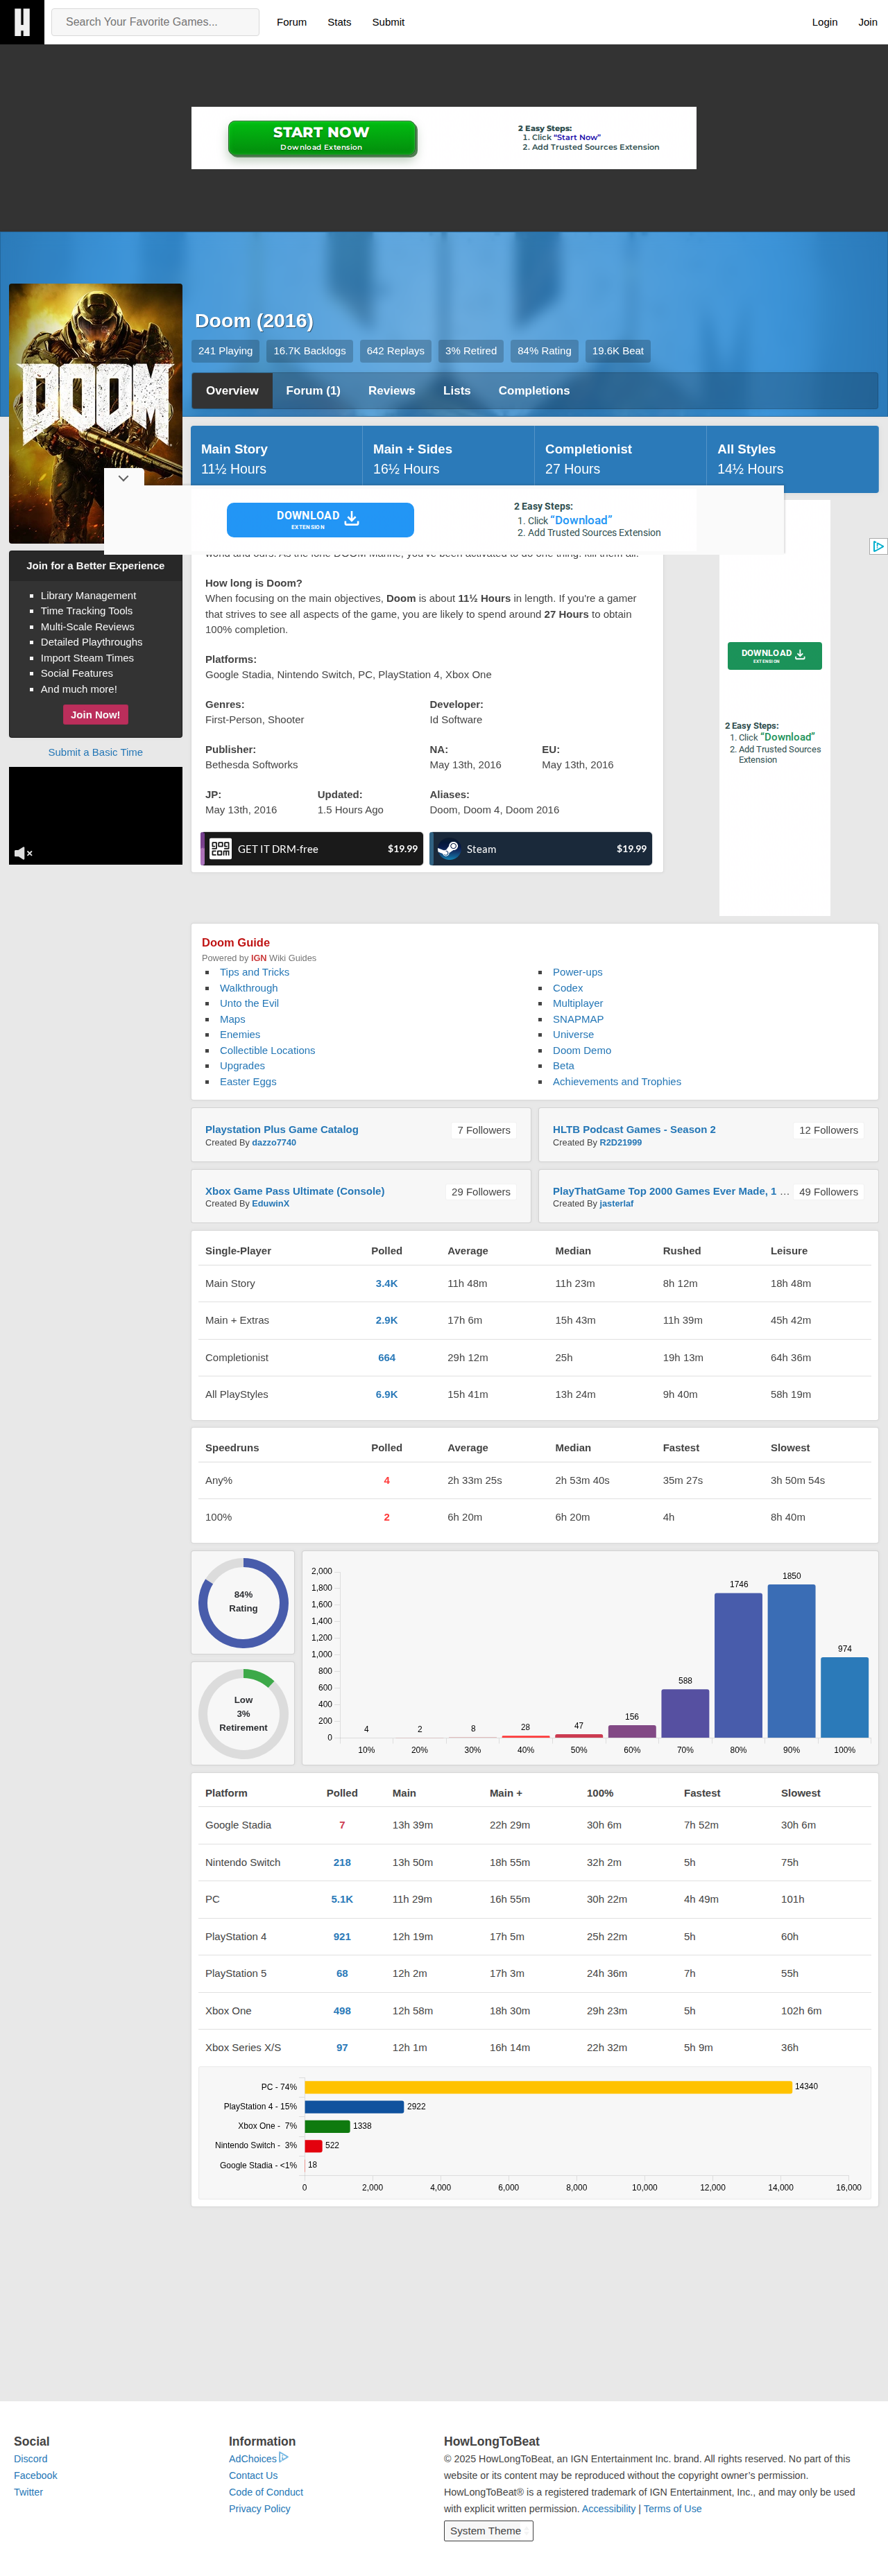 H
Search Your Favorite Games...
Forum
Stats
Submit
Login
Join
START NOW
Download Extension
2 Easy Steps:
1. Click "Start Now"
2. Add Trusted Sources Extension
DOOM
Doom (2016)
241 Playing
16.7K Backlogs
642 Replays
3% Retired
84% Rating
19.6K Beat
Overview
Forum (1)
Reviews
Lists
Completions
Main Story
11½ Hours
Main + Sides
16½ Hours
Completionist
27 Hours
All Styles
14½ Hours
DOWNLOAD
EXTENSION
2 Easy Steps:
1. Click "Download"
2. Add Trusted Sources Extension
Join for a Better Experience
Library Management
Time Tracking Tools
Multi-Scale Reviews
Detailed Playthroughs
Import Steam Times
Social Features
And much more!
Join Now!
Submit a Basic Time
How long is Doom?
When focusing on the main objectives, Doom is about 11½ Hours in length. If you're a gamer
that strives to see all aspects of the game, you are likely to spend around 27 Hours to obtain
100% completion.
Platforms:
Google Stadia, Nintendo Switch, PC, PlayStation 4, Xbox One
Genres:
First-Person, Shooter
Developer:
Id Software
Publisher:
Bethesda Softworks
NA:
May 13th, 2016
EU:
May 13th, 2016
JP:
May 13th, 2016
Updated:
1.5 Hours Ago
Aliases:
Doom, Doom 4, Doom 2016
GOG COM
GET IT DRM-free
$19.99
Steam
$19.99
DOWNLOAD
EXTENSION
2 Easy Steps:
1. Click "Download"
2. Add Trusted Sources
Extension
Doom Guide
Powered by IGN Wiki Guides
Tips and Tricks
Walkthrough
Unto the Evil
Maps
Enemies
Collectible Locations
Upgrades
Easter Eggs
Power-ups
Codex
Multiplayer
SNAPMAP
Universe
Doom Demo
Beta
Achievements and Trophies
Playstation Plus Game Catalog
Created By dazzo7740
7 Followers
HLTB Podcast Games - Season 2
Created By R2D21999
12 Followers
Xbox Game Pass Ultimate (Console)
Created By EduwinX
29 Followers
PlayThatGame Top 2000 Games Ever Made, 1 ...
Created By jasterlaf
49 Followers
Single-Player Polled Average Median Rushed Leisure
Main Story 3.4K 11h 48m 11h 23m 8h 12m 18h 48m
Main + Extras 2.9K 17h 6m 15h 43m 11h 39m 45h 42m
Completionist 664 29h 12m 25h 19h 13m 64h 36m
All PlayStyles 6.9K 15h 41m 13h 24m 9h 40m 58h 19m
Speedruns Polled Average Median Fastest Slowest
Any% 4 2h 33m 25s 2h 53m 40s 35m 27s 3h 50m 54s
100% 2 6h 20m 6h 20m 4h 8h 40m
84%
Rating
Low
3%
Retirement
2,000
1,800
1,600
1,400
1,200
1,000
800
600
400
200
0
4 2 8 28 47 156 588 1746 1850 974
10% 20% 30% 40% 50% 60% 70% 80% 90% 100%
Platform Polled Main Main + 100% Fastest Slowest
Google Stadia 7 13h 39m 22h 29m 30h 6m 7h 52m 30h 6m
Nintendo Switch 218 13h 50m 18h 55m 32h 2m 5h 75h
PC 5.1K 11h 29m 16h 55m 30h 22m 4h 49m 101h
PlayStation 4 921 12h 19m 17h 5m 25h 22m 5h 60h
PlayStation 5 68 12h 2m 17h 3m 24h 36m 7h 55h
Xbox One 498 12h 58m 18h 30m 29h 23m 5h 102h 6m
Xbox Series X/S 97 12h 1m 16h 14m 22h 32m 5h 9m 36h
PC - 74% 14340
PlayStation 4 - 15% 2922
Xbox One - 7% 1338
Nintendo Switch - 3% 522
Google Stadia - <1% 18
0 2,000 4,000 6,000 8,000 10,000 12,000 14,000 16,000
Social
Discord
Facebook
Twitter
Information
AdChoices
Contact Us
Code of Conduct
Privacy Policy
HowLongToBeat
© 2025 HowLongToBeat, an IGN Entertainment Inc. brand. All rights reserved. No part of this
website or its content may be reproduced without the copyright owner's permission.
HowLongToBeat® is a registered trademark of IGN Entertainment, Inc., and may only be used
with explicit written permission. Accessibility | Terms of Use
System Theme